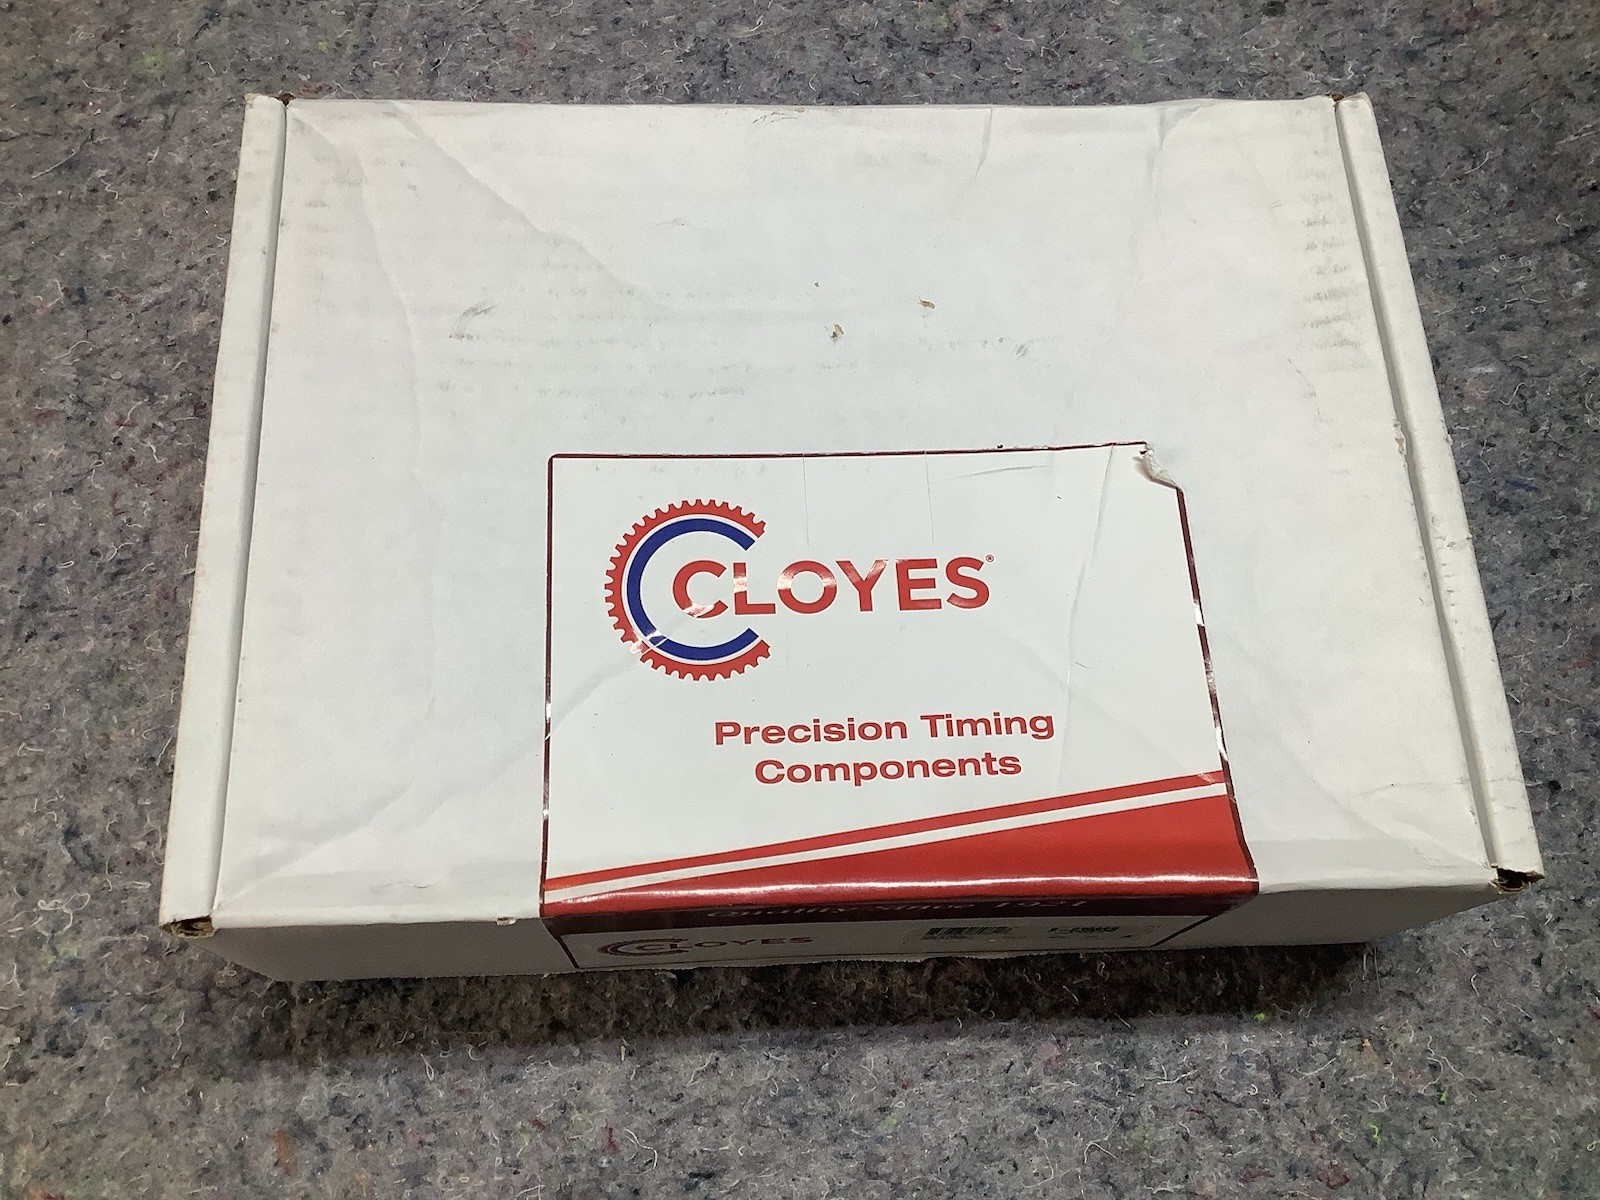 CLOYES®
Precision Timing
Components
Quality Since 1921
CLOYES